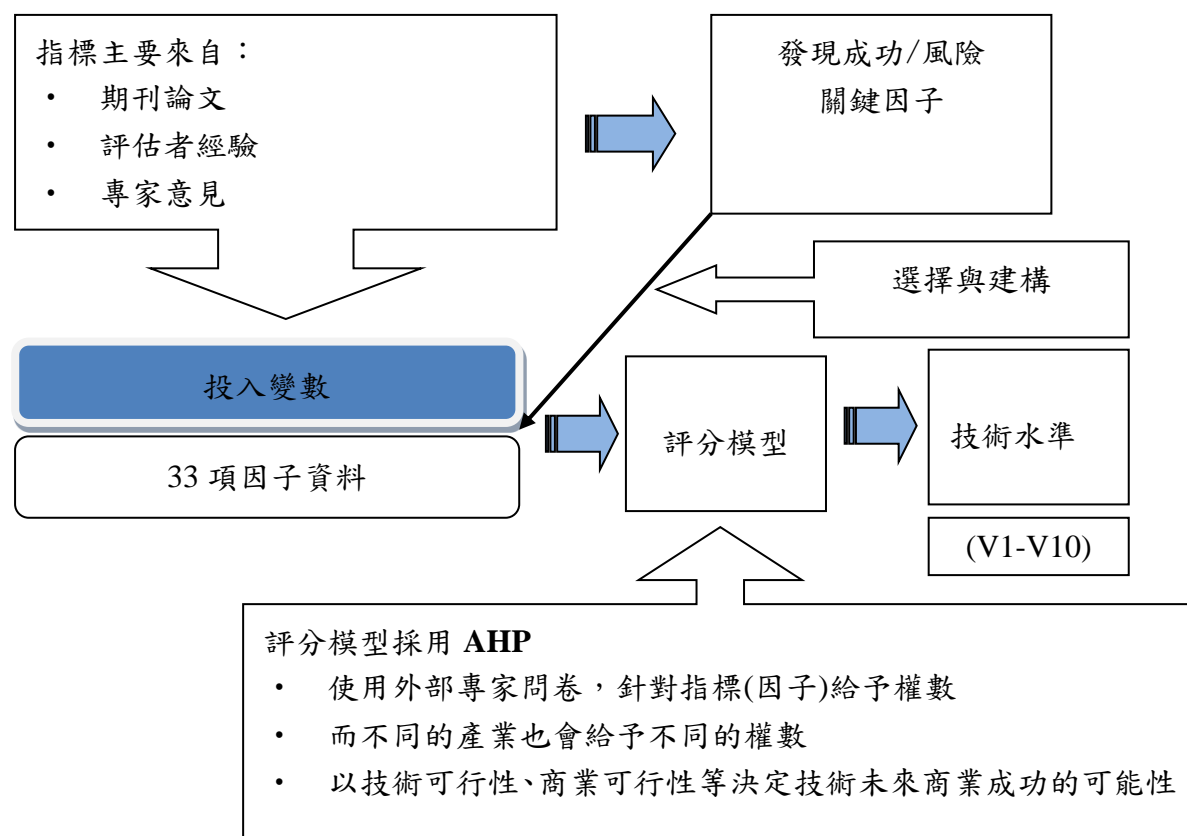 指標主要來自：
· 期刊論文
· 評估者經驗
· 專家意見
發現成功/風險
關鍵因子
選擇與建構
投入變數
33 項因子資料
評分模型
技術水準
(V1-V10)
評分模型採用 AHP
· 使用外部專家問卷，針對指標(因子)給予權數
· 而不同的產業也會給予不同的權數
· 以技術可行性、商業可行性等決定技術未來商業成功的可能性